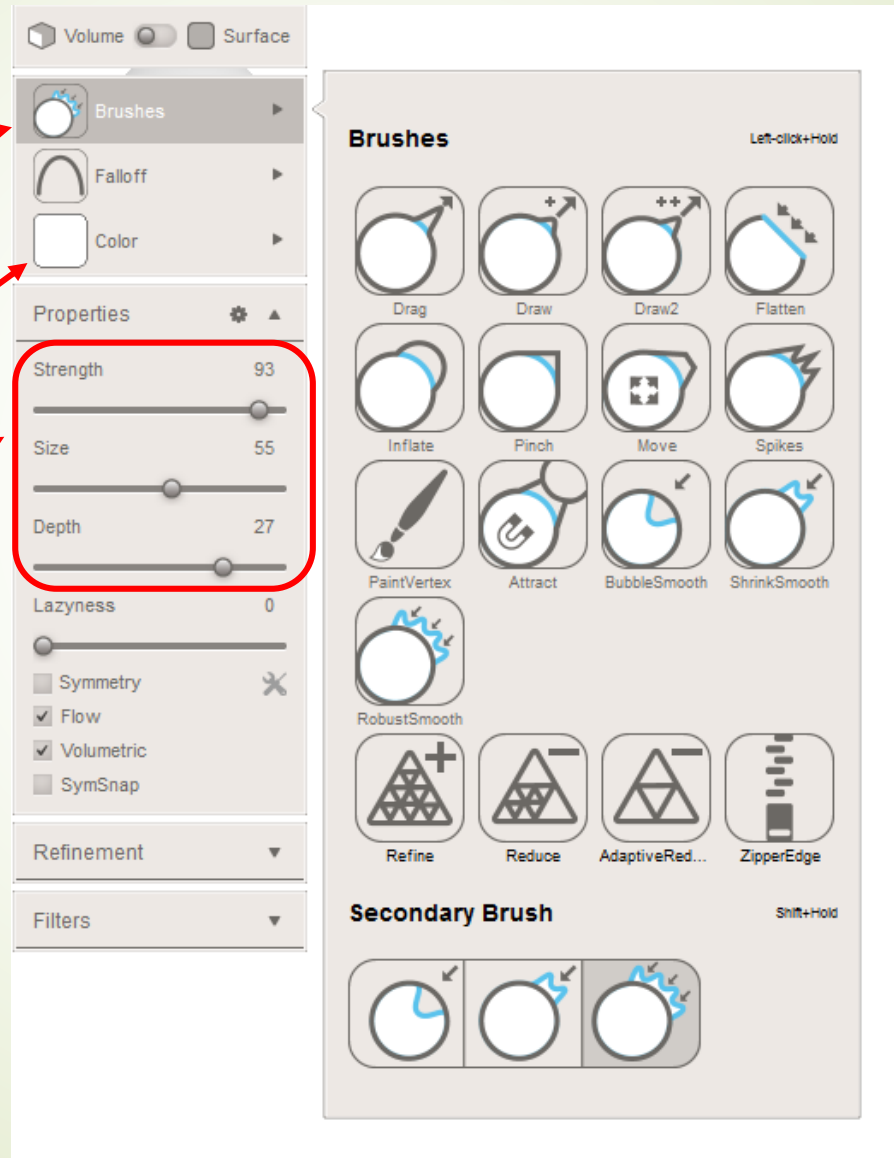 Volume Surface
Brushes
Falloff
Color
Properties
Strength 93
Size 55
Depth 27
Lazyness 0
Symmetry
Flow
Volumetric
SymSnap
Refinement
Filters
Brushes Left-click+Hold
Drag Draw Draw2 Flatten
Inflate Pinch Move Spikes
PaintVertex Attract BubbleSmooth ShrinkSmooth
RobustSmooth
Refine Reduce AdaptiveRed... ZipperEdge
Secondary Brush Shift+Hold